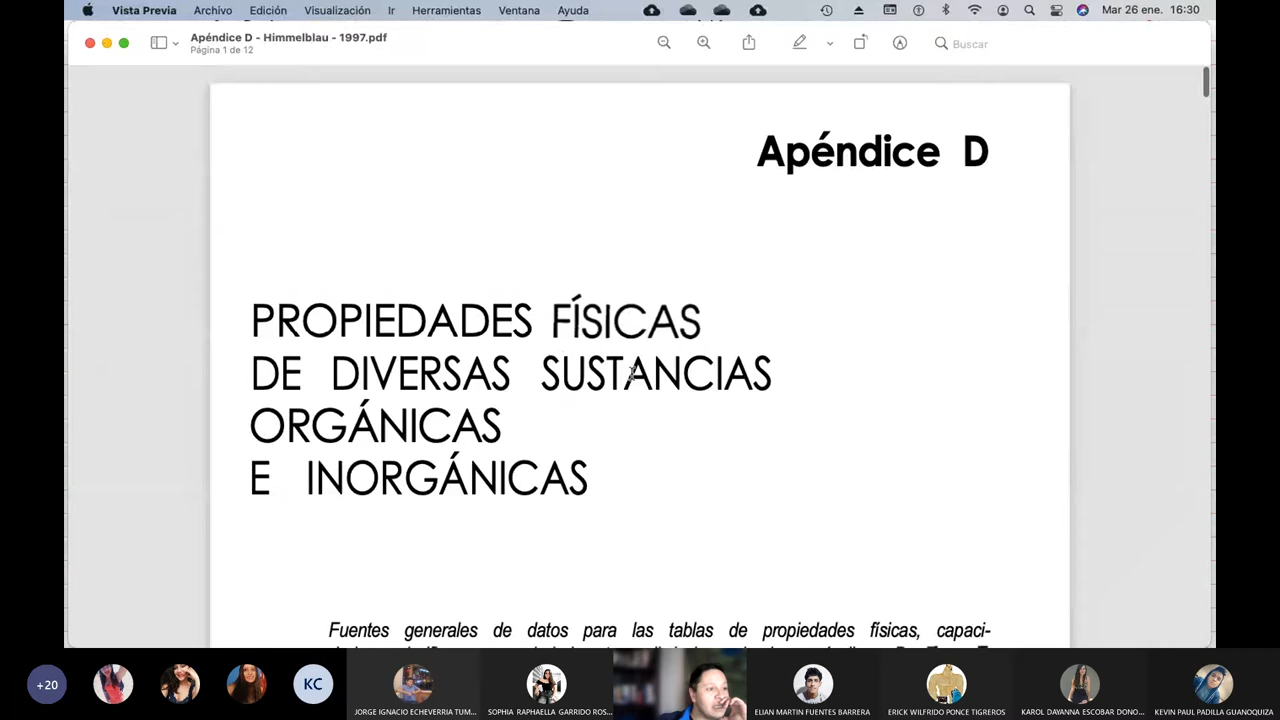 Vista Previa Archivo Edición Visualización Ir Herramientas Ventana Ayuda Mar 26 ene. 16:30
Apéndice D - Himmelblau - 1997.pdf
Página 1 de 12
Buscar
Apéndice D
PROPIEDADES FÍSICAS
DE DIVERSAS SUSTANCIAS
ORGÁNICAS
E INORGÁNICAS
Fuentes generales de datos para las tablas de propiedades físicas, capaci-
+20
KC
JORGE IGNACIO ECHEVERRIA TUM...
SOPHIA RAPHAELLA GARRIDO ROS...
ELIAN MARTIN FUENTES BARRERA
ERICK WILFRIDO PONCE TIGREROS
KAROL DAYANNA ESCOBAR DONO...
KEVIN PAUL PADILLA GUANOQUIZA